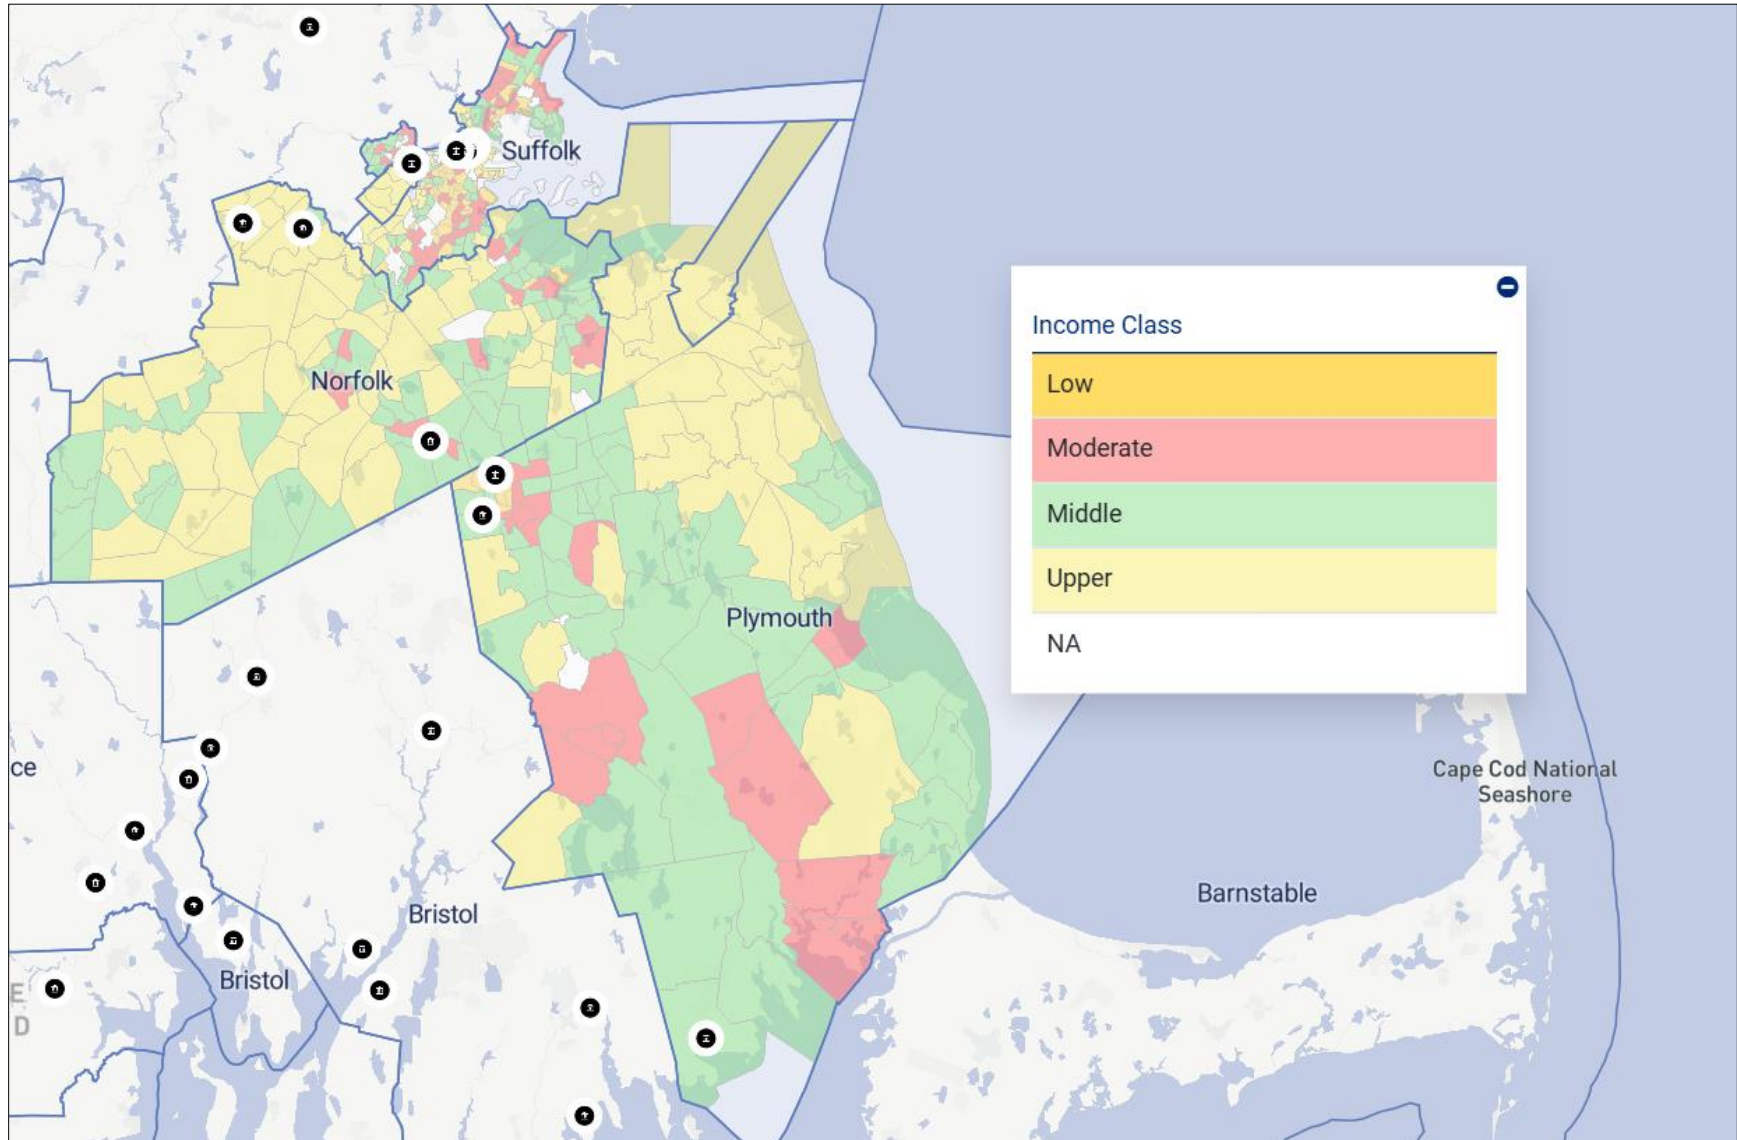 Suffolk
Income Class
Low
Norfolk
Moderate
Middle
Upper
Plymouth
NA
ce
Cape Cod National
Seashore
Barnstable
Bristol
Bristol
E
D